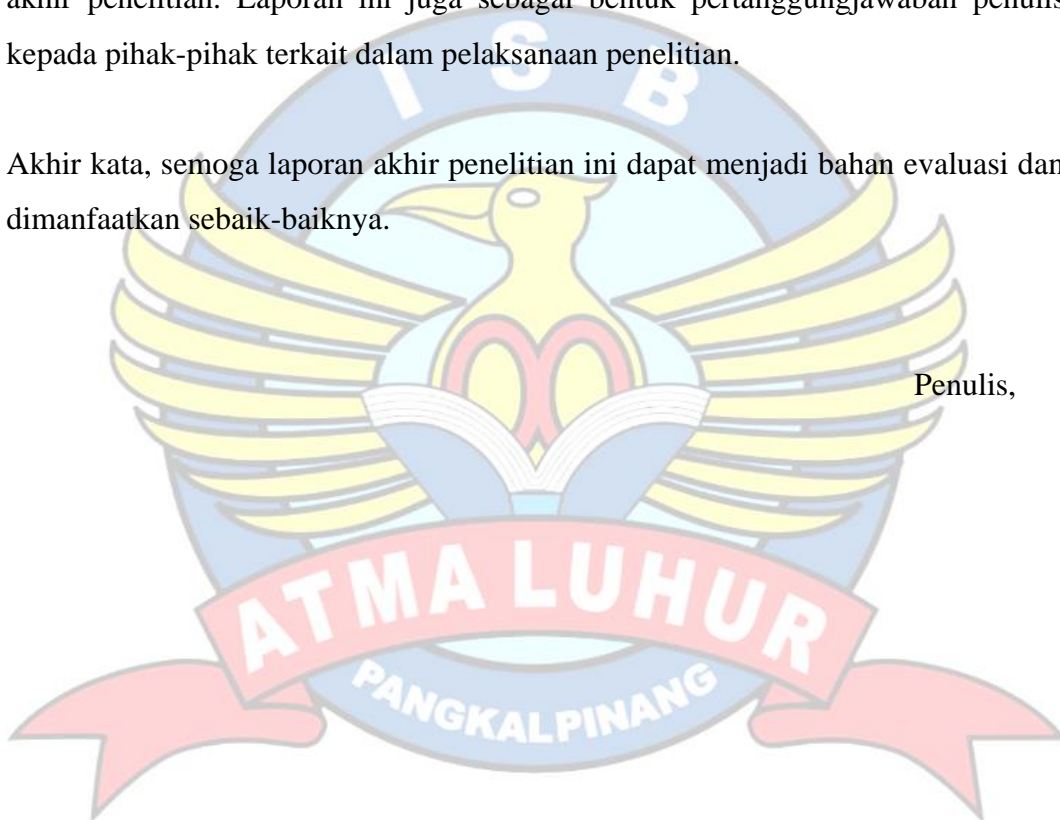 akhir penelitian. Laporan ini juga sebagai bentuk pertanggungjawaban penulis
kepada pihak-pihak terkait dalam pelaksanaan penelitian.
I S B
Akhir kata, semoga laporan akhir penelitian ini dapat menjadi bahan evaluasi dan
dimanfaatkan sebaik-baiknya.
Penulis,
ATMA LUHUR
PANGKALPINANG